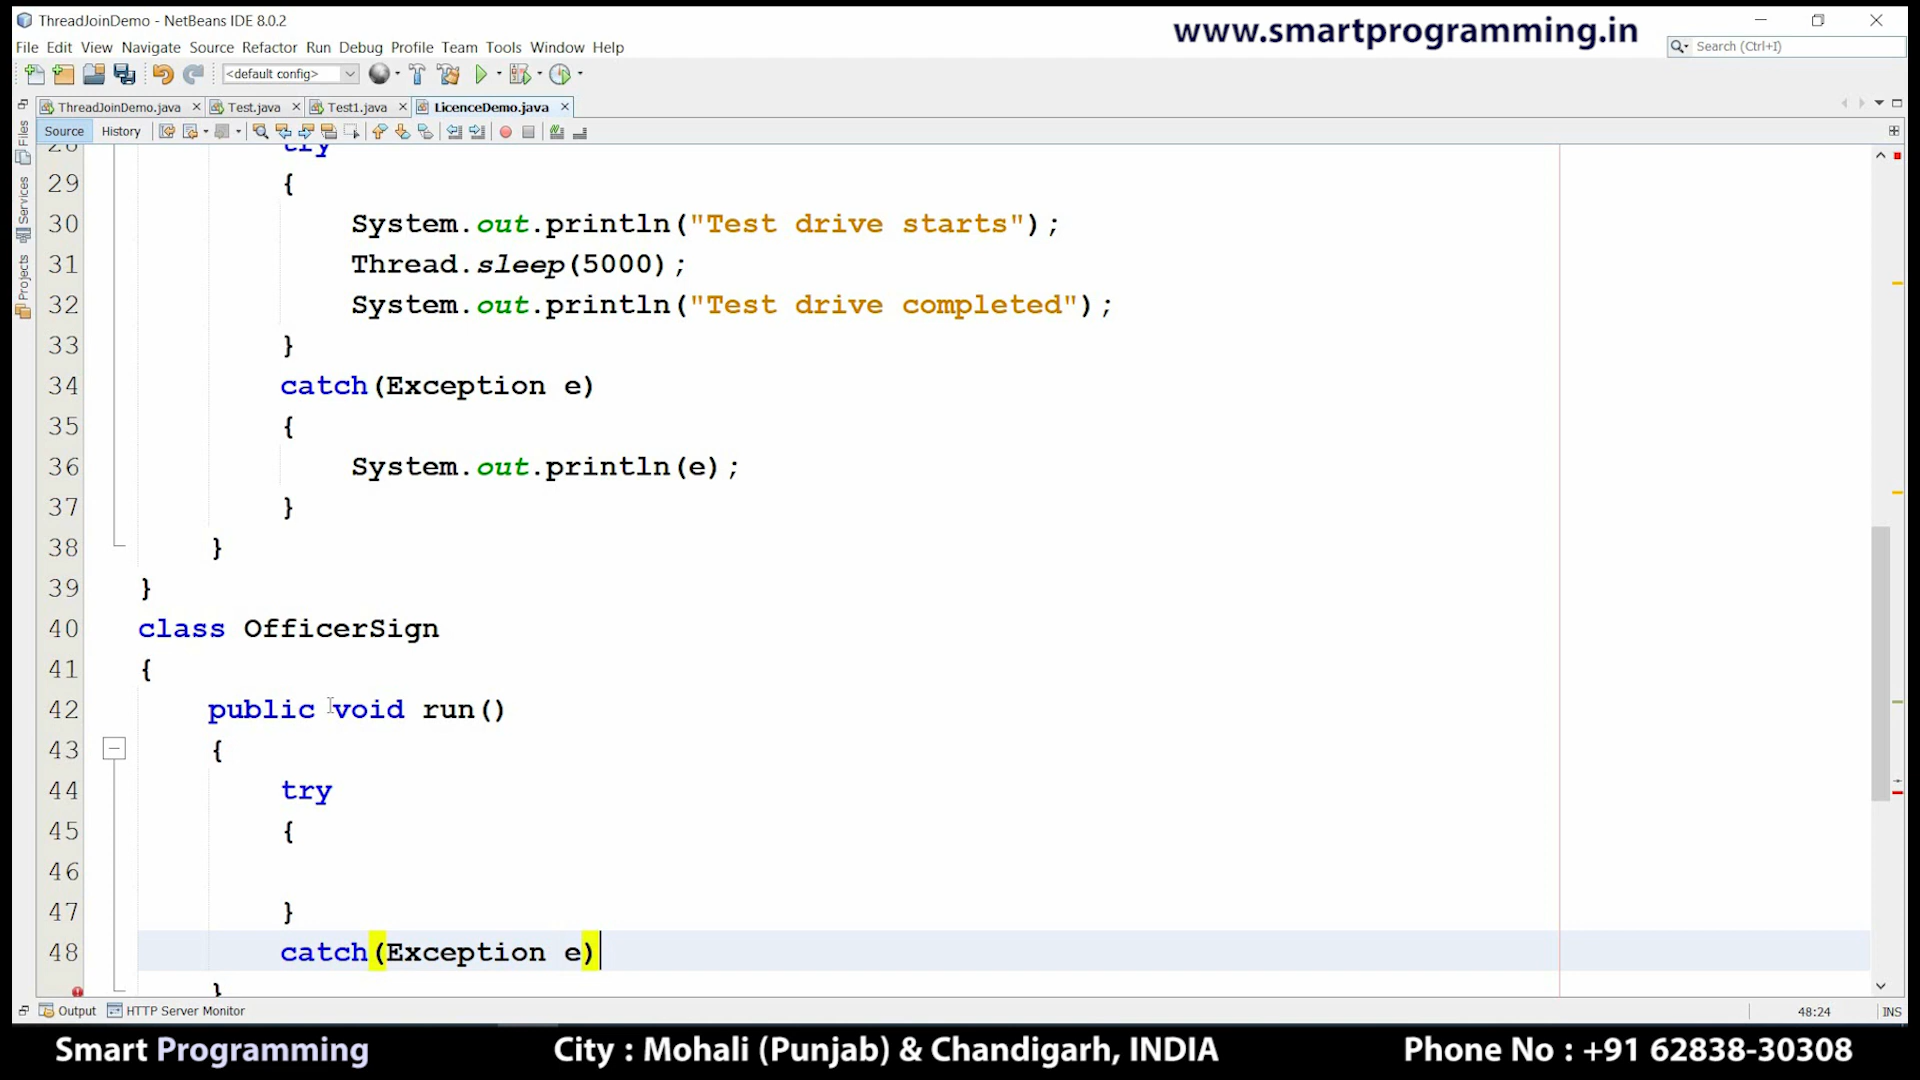 ThreadJoinDemo - NetBeans IDE 8.0.2
www.smartprogramming.in
File Edit View Navigate Source Refactor Run Debug Profile Team Tools Window Help
Search (Ctrl+I)
<default config>
ThreadJoinDemo.java Test.java Test1.java LicenceDemo.java
Source History
Files
Services
Projects
28 try
29 {
30 System.out.println("Test drive starts");
31 Thread.sleep(5000);
32 System.out.println("Test drive completed");
33 }
34 catch(Exception e)
35 {
36 System.out.println(e);
37 }
38 }
39 }
40 class OfficerSign
41 {
42 public void run()
43 {
44 try
45 {
46
47 }
48 catch(Exception e)
}
Output HTTP Server Monitor
48:24 INS
Smart Programming
City : Mohali (Punjab) & Chandigarh, INDIA
Phone No : +91 62838-30308